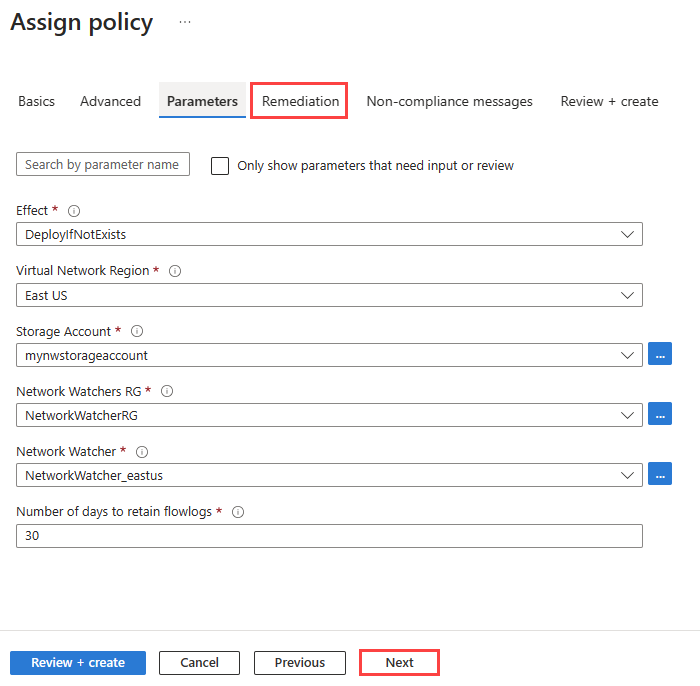 Assign policy ...
Basics Advanced Parameters Remediation Non-compliance messages Review + create
Search by parameter name Only show parameters that need input or review
Effect *
DeployIfNotExists
Virtual Network Region *
East US
Storage Account *
mynwstorageaccount ...
Network Watchers RG *
NetworkWatcherRG ...
Network Watcher *
NetworkWatcher_eastus ...
Number of days to retain flowlogs *
30
Review + create Cancel Previous Next